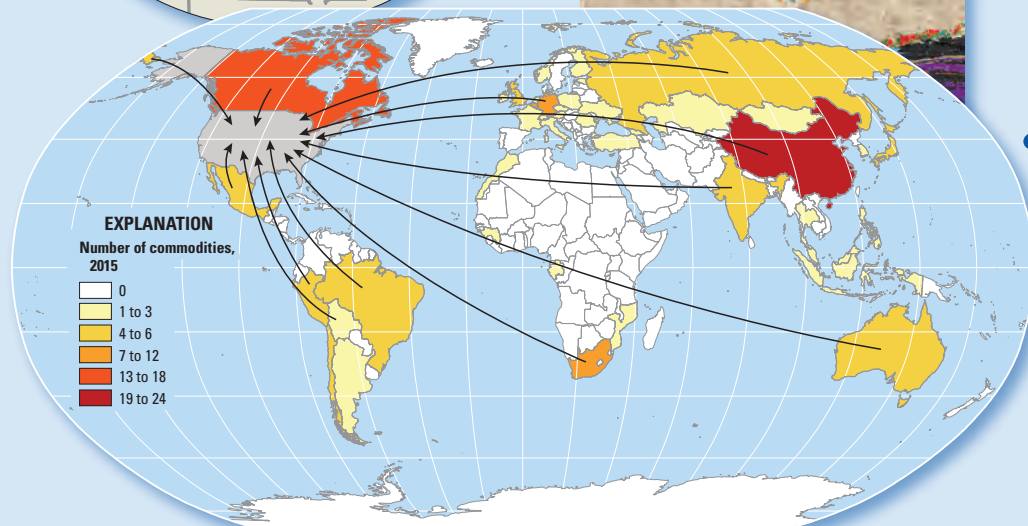 EXPLANATION
Number of commodities,
2015
0
1 to 3
4 to 6
7 to 12
13 to 18
19 to 24